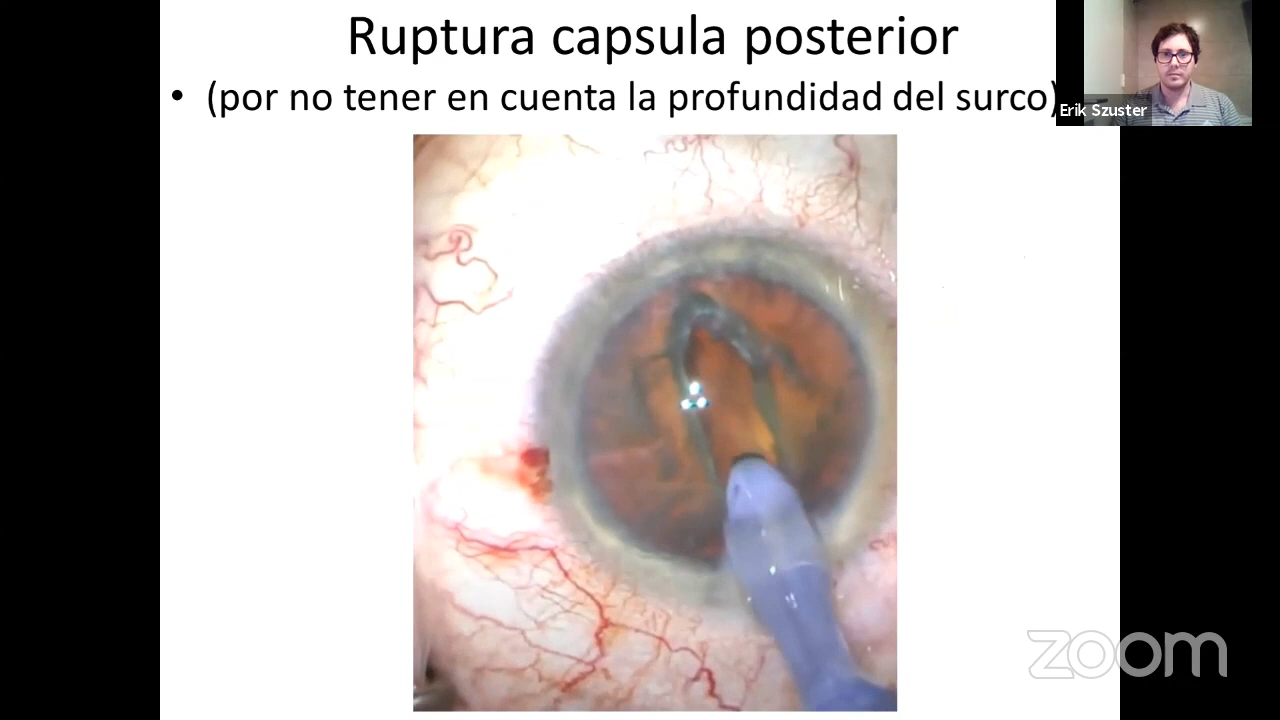 Ruptura capsula posterior
• (por no tener en cuenta la profundidad del surco)
Erik Szuster
zoom